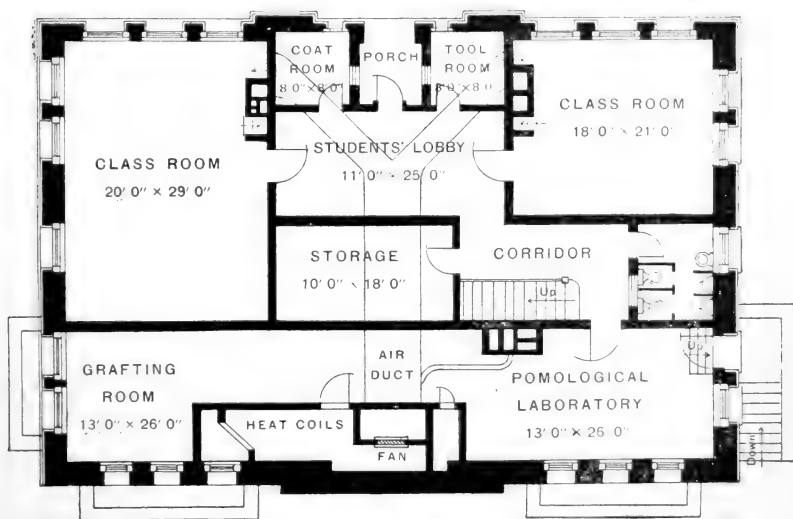 COAT
ROOM
8'0" × 8'0"
PORCH
TOOL
ROOM
8'0" × 8'0
CLASS ROOM
18'0" × 21'0
STUDENTS' LOBBY
11'0" × 25'0"
CLASS ROOM
20'0" × 29'0"
STORAGE
10'0" × 18'0"
CORRIDOR
Up
GRAFTING
ROOM
13'0" × 26'0"
AIR
DUCT
Up
POMOLOGICAL
LABORATORY
13'0" × 26'0"
HEAT COILS
FAN
Down